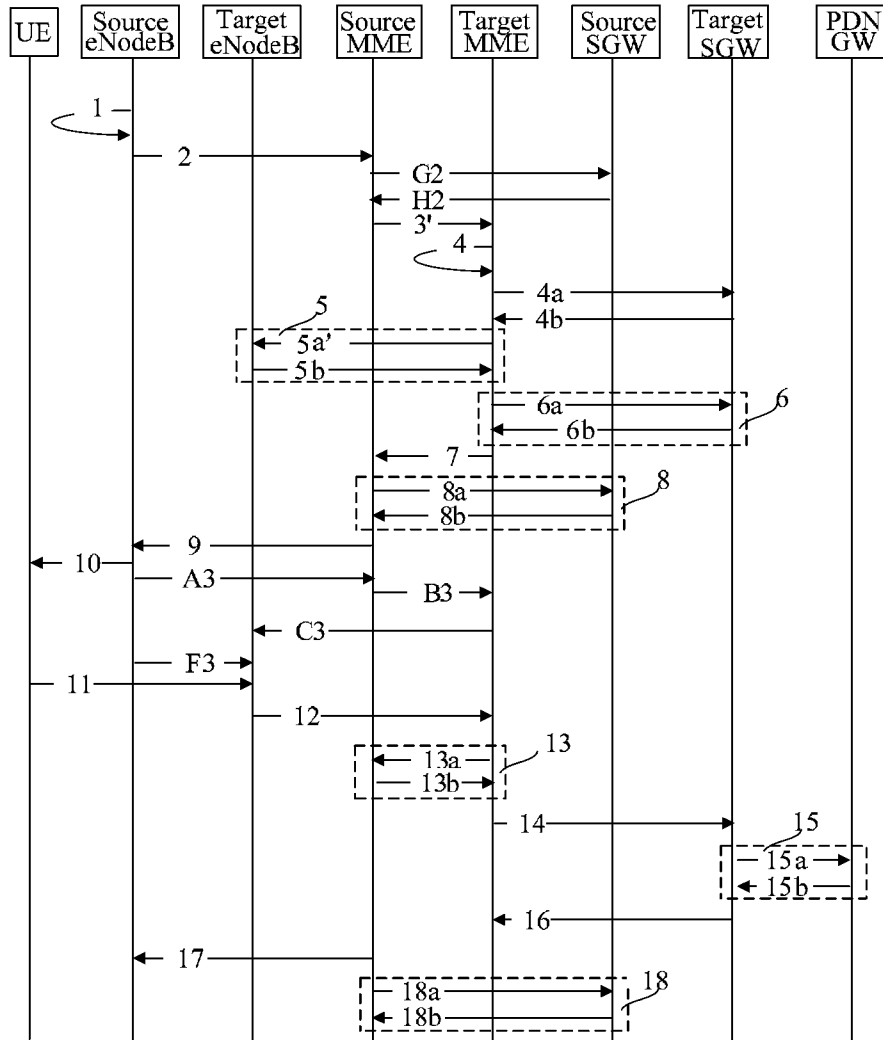 UE
Source
eNodeB
Target
eNodeB
Source
MME
Target
MME
Source
SGW
Target
SGW
PDN
GW
1
2
G2
H2
3'
4
4a
4b
5
5a'
5b
6a
6
6b
7
8a
8
8b
9
10
A3
B3
C3
F3
11
12
13
13a
13b
14
15
15a
15b
16
17
18a
18
18b